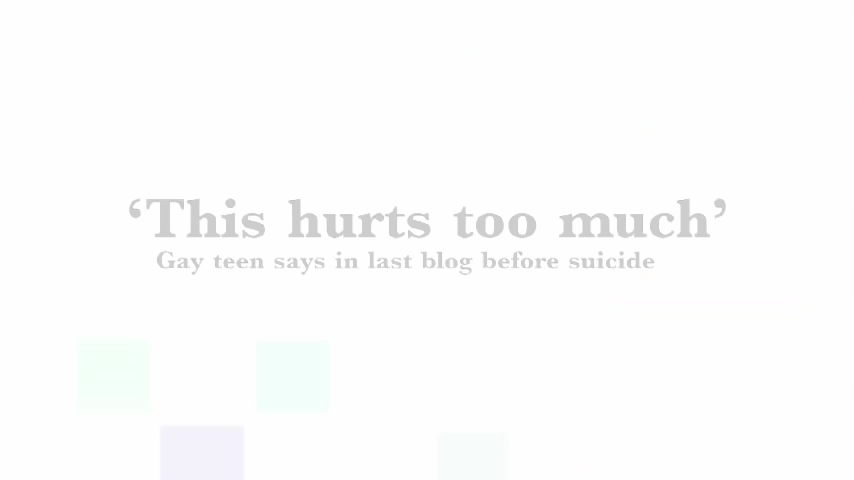 ‘This hurts too much’
Gay teen says in last blog before suicide